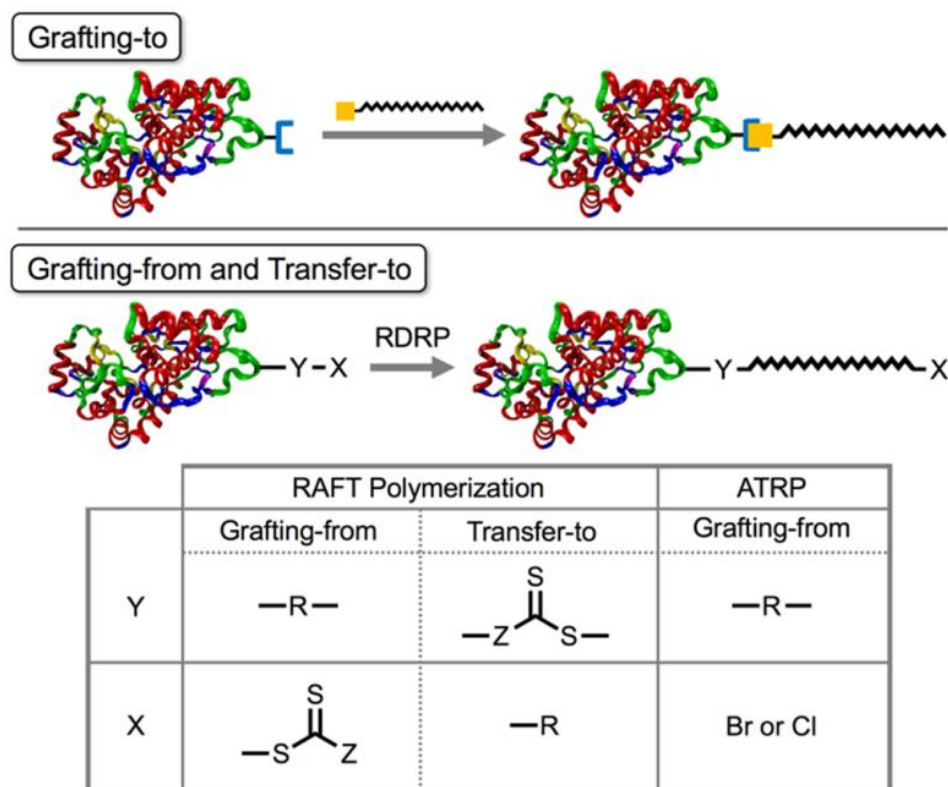 Grafting-to
Grafting-from and Transfer-to
RDRP
Y-X
Y
X
RAFT Polymerization ATRP
Grafting-from Transfer-to Grafting-from
S
Y —R— —Z S— —R—
S
X —S Z —R Br or Cl